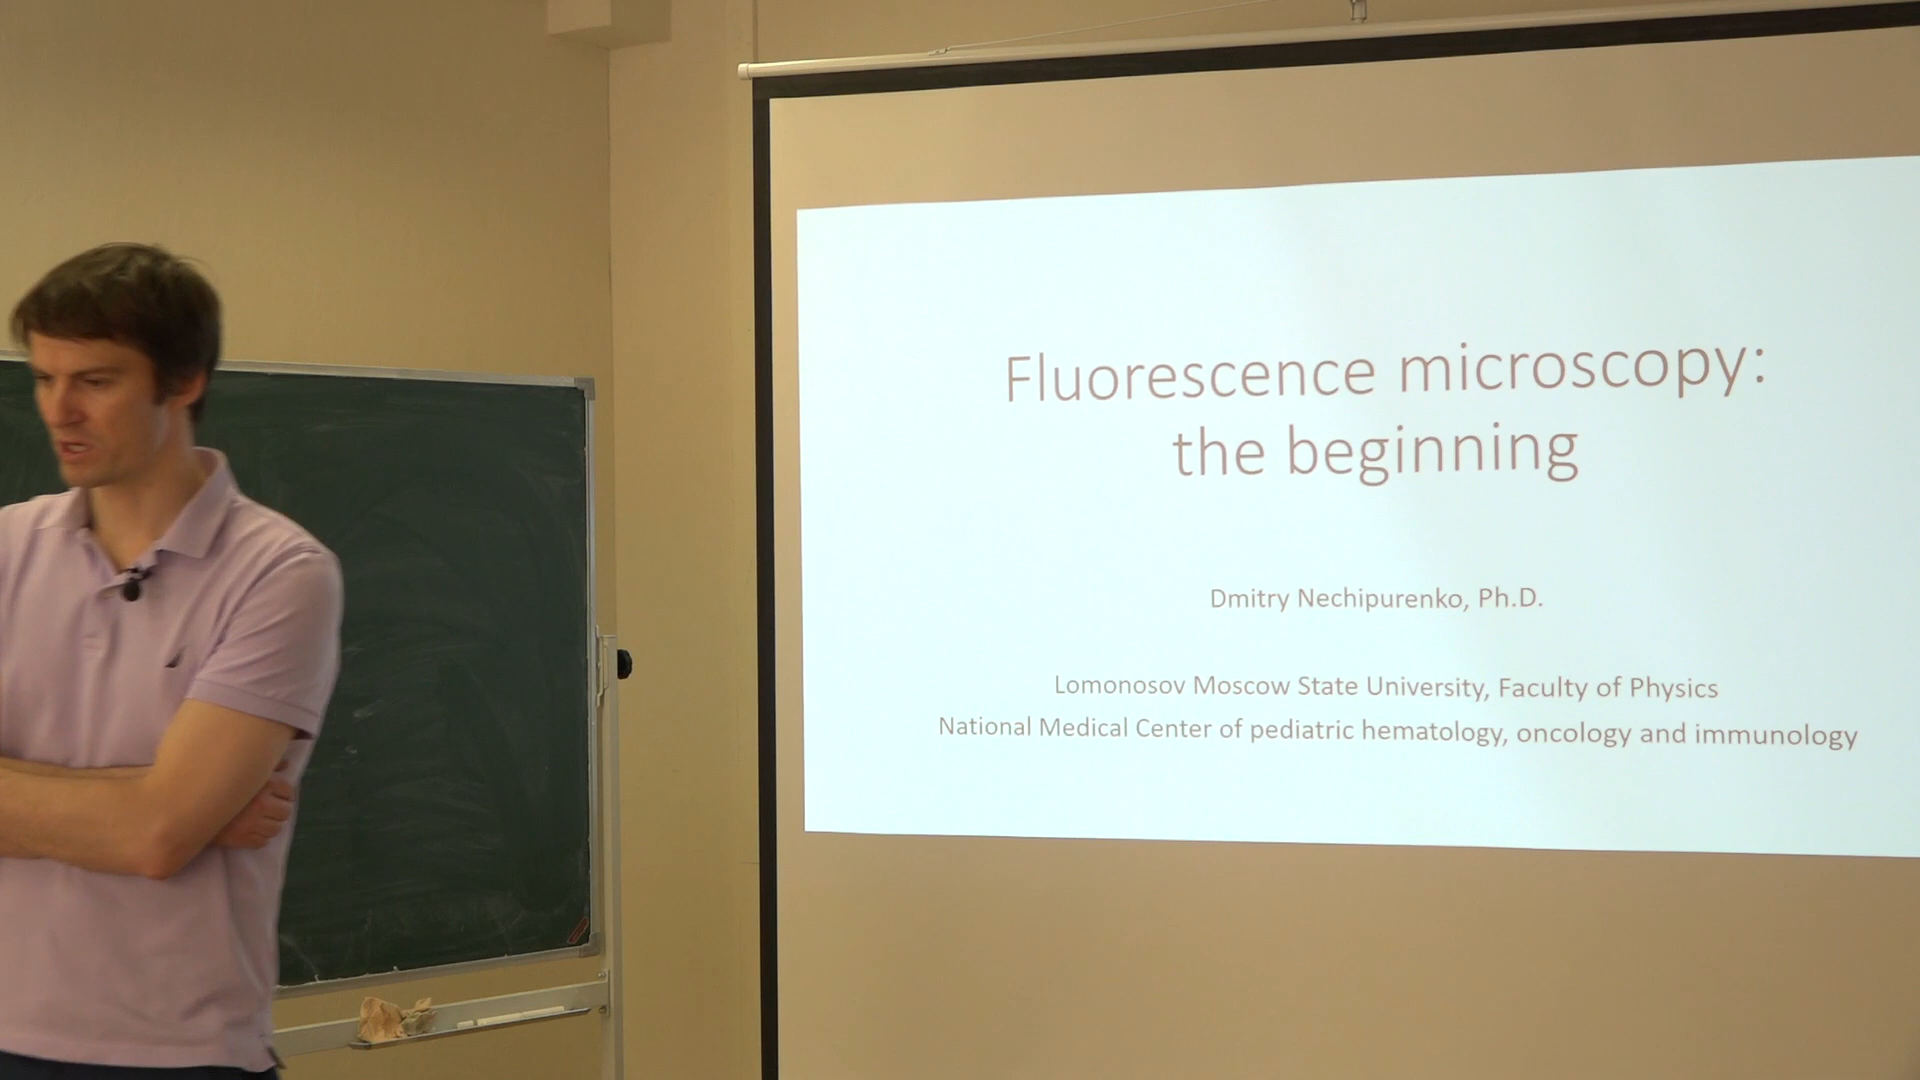 Fluorescence microscopy:
the beginning
Dmitry Nechipurenko, Ph.D.
Lomonosov Moscow State University, Faculty of Physics
National Medical Center of pediatric hematology, oncology and immunology